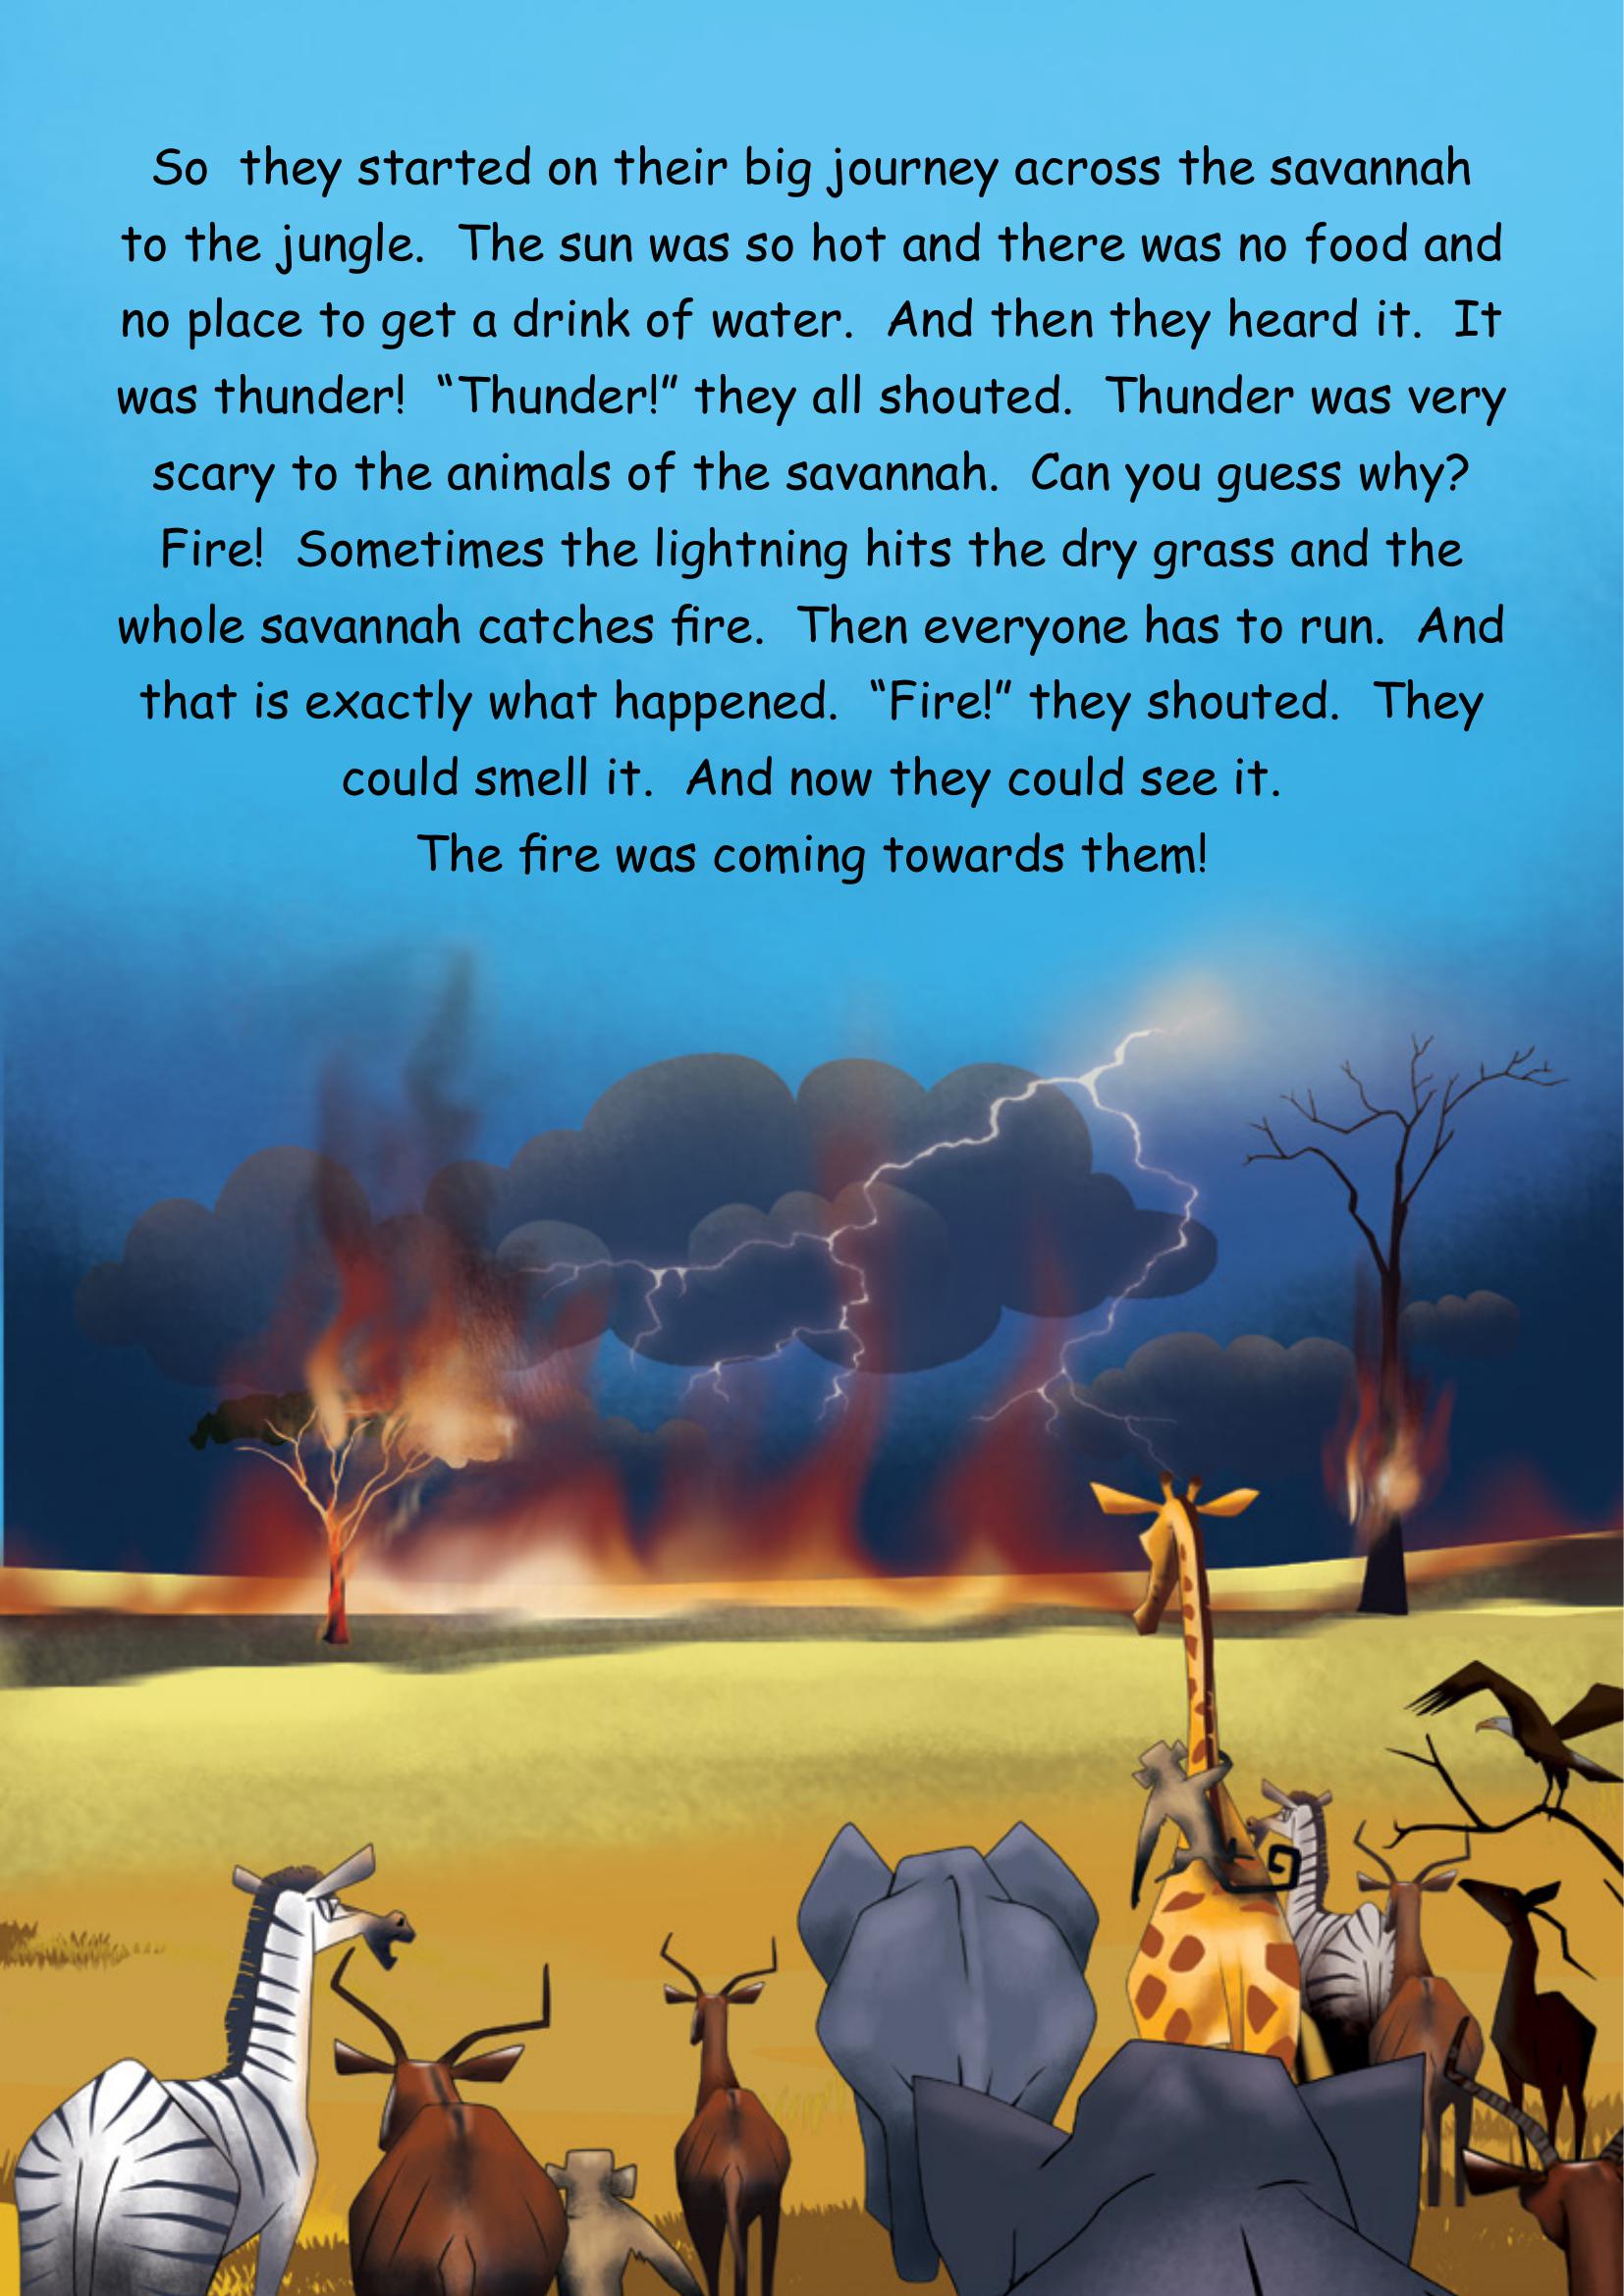 So  they started on their big journey across the savannah
to the jungle.  The sun was so hot and there was no food and
no place to get a drink of water.  And then they heard it.  It
was thunder!  “Thunder!” they all shouted.  Thunder was very
scary to the animals of the savannah.  Can you guess why?
Fire!  Sometimes the lightning hits the dry grass and the
whole savannah catches fire.  Then everyone has to run.  And
that is exactly what happened.  “Fire!” they shouted.  They
could smell it.  And now they could see it.
The fire was coming towards them!